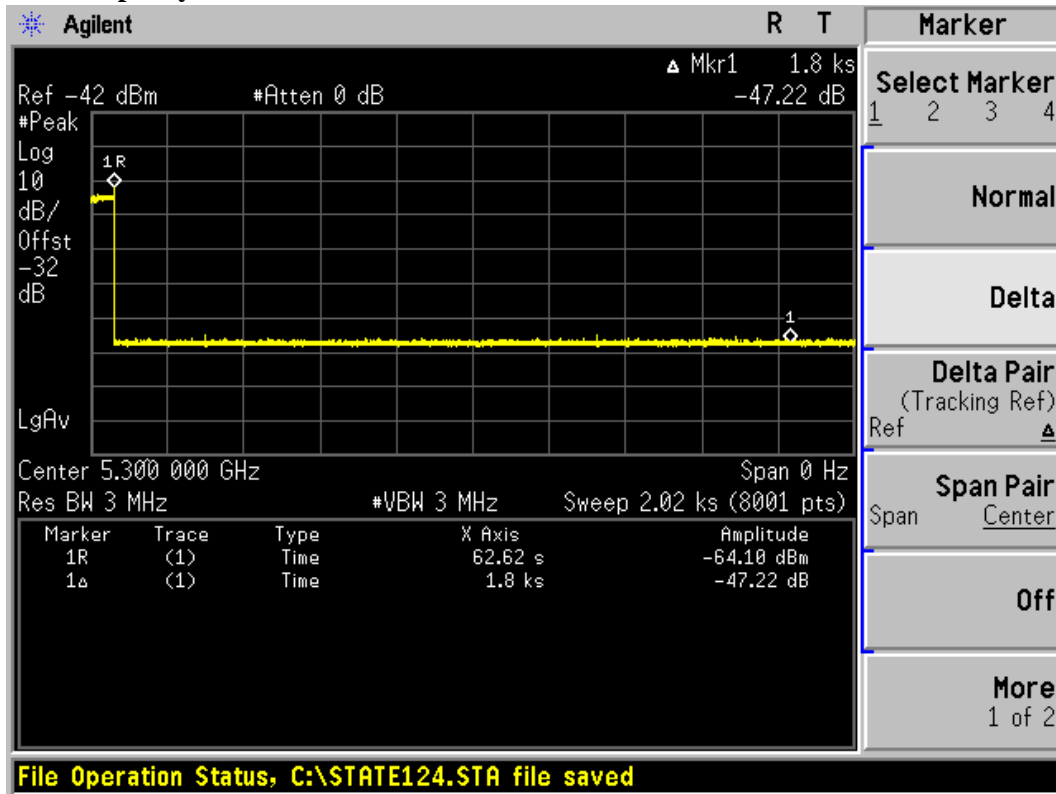 Agilent R T Marker
Δ Mkr1 1.8 ks
Ref -42 dBm #Atten 0 dB -47.22 dB
#Peak
Log
10
dB/
Offst
-32
dB
1R
1
LgAv
Center 5.300 000 GHz Span 0 Hz
Res BW 3 MHz #VBW 3 MHz Sweep 2.02 ks (8001 pts)
Marker Trace Type X Axis Amplitude
1R (1) Time 62.62 s -64.10 dBm
1Δ (1) Time 1.8 ks -47.22 dB
Select Marker
1 2 3 4
Normal
Delta
Delta Pair
(Tracking Ref)
Ref Δ
Span Pair
Span Center
Off
More
1 of 2
File Operation Status, C:\STATE124.STA file saved